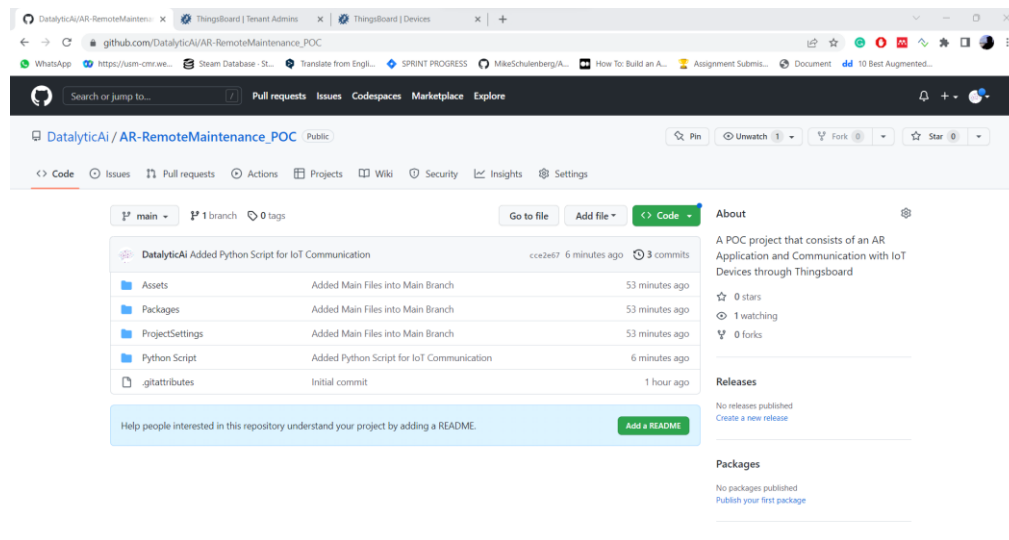 DatalyticAi/AR-RemoteMainten
ThingsBoard | Tenant Admins
ThingsBoard | Devices
github.com/DatalyticAi/AR-RemoteMaintenance_POC
WhatsApp
https://usm-cmr.we...
Steam Database · St...
Translate from Engli...
SPRINT PROGRESS
MikeSchulenberg/A...
How To: Build an A...
Assignment Submis...
Document
dd 10 Best Augmented...
Search or jump to...
/
Pull requests Issues Codespaces Marketplace Explore
DatalyticAi / AR-RemoteMaintenance_POC Public
Pin
Unwatch 1
Fork 0
Star 0
<> Code
Issues
Pull requests
Actions
Projects
Wiki
Security
Insights
Settings
main
1 branch
0 tags
Go to file
Add file
<> Code
DatalyticAi Added Python Script for IoT Communication cce2e67 6 minutes ago 3 commits
Assets Added Main Files into Main Branch 53 minutes ago
Packages Added Main Files into Main Branch 53 minutes ago
ProjectSettings Added Main Files into Main Branch 53 minutes ago
Python Script Added Python Script for IoT Communication 6 minutes ago
.gitattributes Initial commit 1 hour ago
Help people interested in this repository understand your project by adding a README.
Add a README
About
A POC project that consists of an AR
Application and Communication with IoT
Devices through Thingsboard
0 stars
1 watching
0 forks
Releases
No releases published
Create a new release
Packages
No packages published
Publish your first package